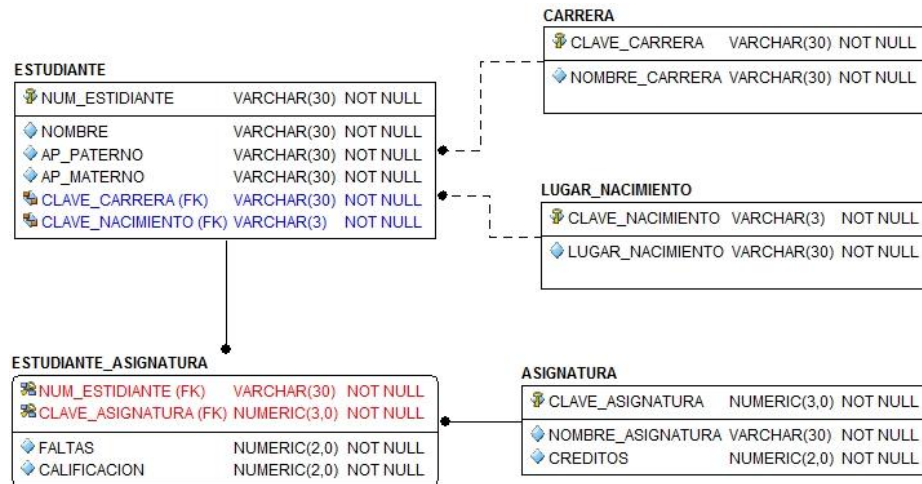 CARRERA
CLAVE_CARRERA VARCHAR(30) NOT NULL
NOMBRE_CARRERA VARCHAR(30) NOT NULL
ESTUDIANTE
NUM_ESTIDIANTE VARCHAR(30) NOT NULL
NOMBRE VARCHAR(30) NOT NULL
AP_PATERNO VARCHAR(30) NOT NULL
AP_MATERNO VARCHAR(30) NOT NULL
CLAVE_CARRERA (FK) VARCHAR(30) NOT NULL
CLAVE_NACIMIENTO (FK) VARCHAR(3) NOT NULL
LUGAR_NACIMIENTO
CLAVE_NACIMIENTO VARCHAR(3) NOT NULL
LUGAR_NACIMIENTO VARCHAR(30) NOT NULL
ESTUDIANTE_ASIGNATURA
NUM_ESTIDIANTE (FK) VARCHAR(30) NOT NULL
CLAVE_ASIGNATURA (FK) NUMERIC(3,0) NOT NULL
FALTAS NUMERIC(2,0) NOT NULL
CALIFICACION NUMERIC(2,0) NOT NULL
ASIGNATURA
CLAVE_ASIGNATURA NUMERIC(3,0) NOT NULL
NOMBRE_ASIGNATURA VARCHAR(30) NOT NULL
CREDITOS NUMERIC(2,0) NOT NULL